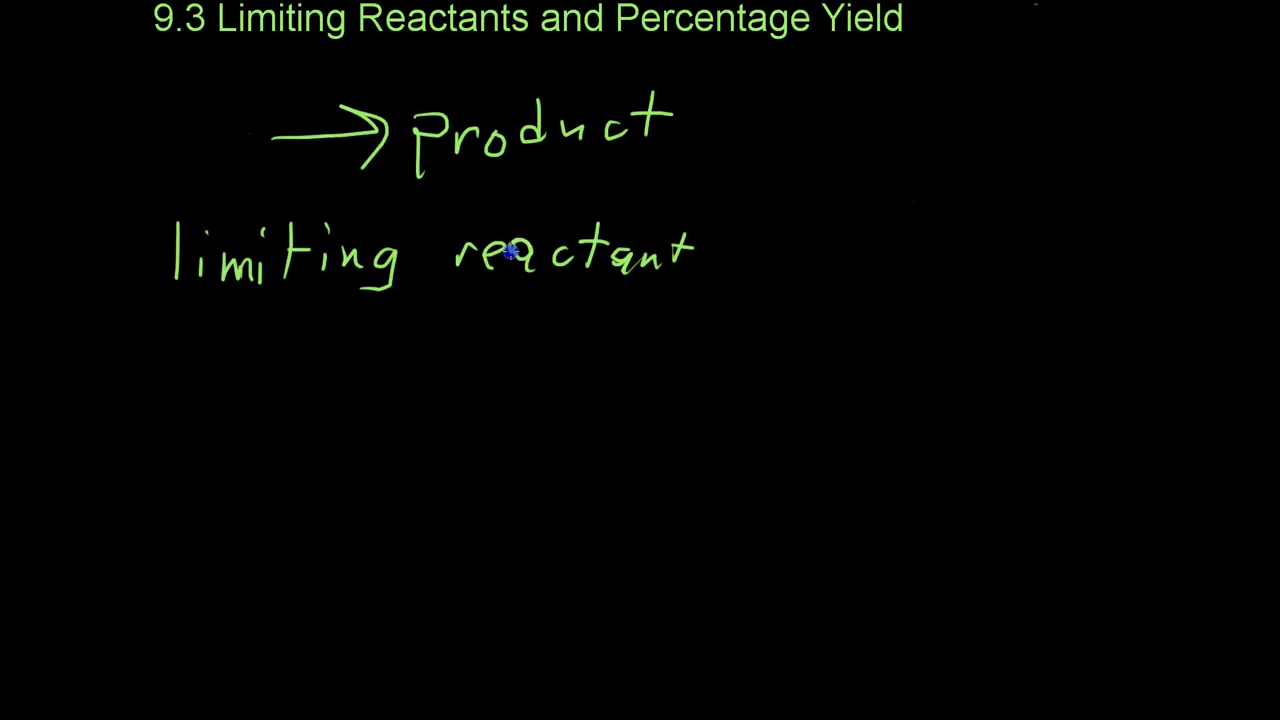 9.3 Limiting Reactants and Percentage Yield
→ product
limiting reactant